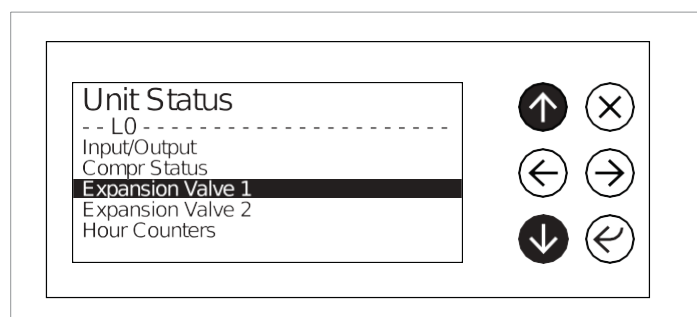 Unit Status
-- L0 ----------------------
Input/Output
Compr Status
Expansion Valve 1
Expansion Valve 2
Hour Counters